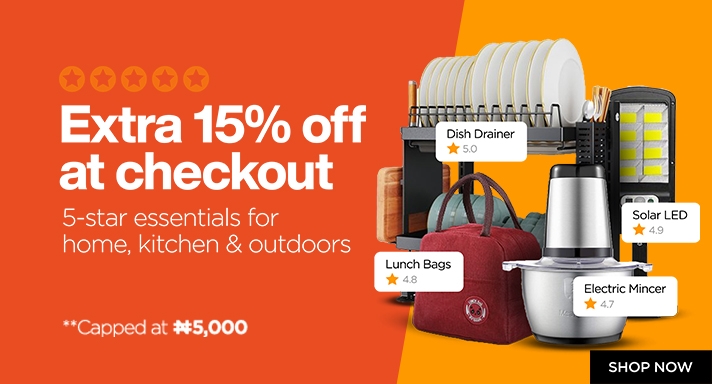 Extra 15% off
at checkout
5-star essentials for
home, kitchen & outdoors
**Capped at ₦5,000
Dish Drainer
5.0
Solar LED
4.9
Lunch Bags
4.8
Electric Mincer
4.7
SHOP NOW